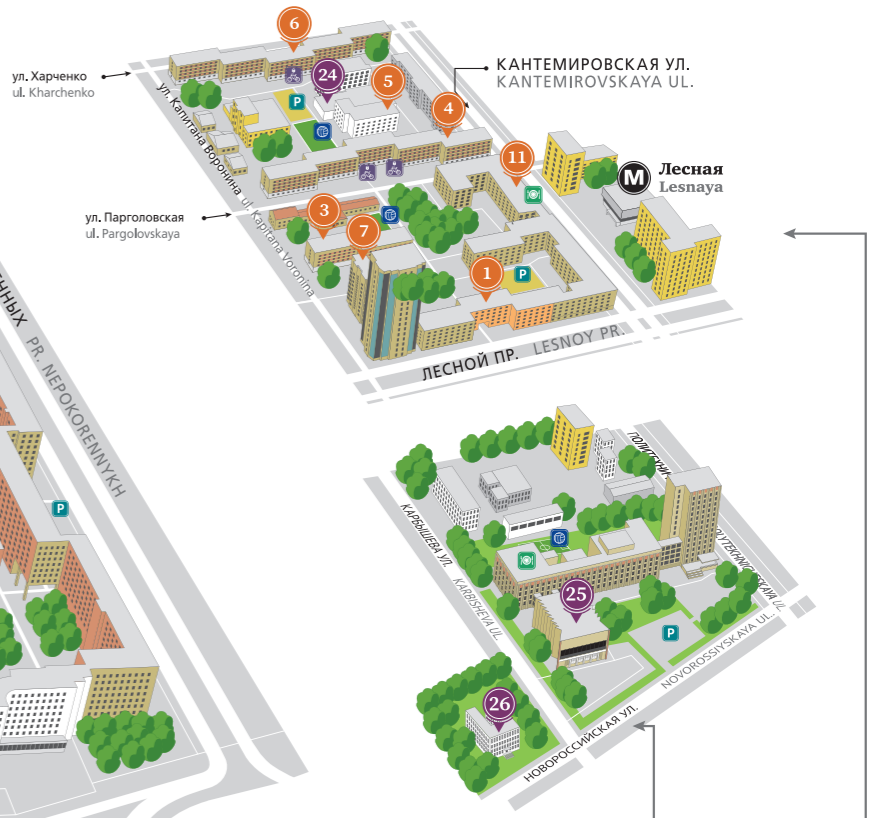 6
ул. Харченко
ul. Kharchenko
24
5
КАНТЕМИРОВСКАЯ УЛ.
KANTEMIROVSKAYA UL.
P
4
ул. Капитана Воронина ul. Kapitana Voronina
11
М Лесная
Lesnaya
ул. Парголовская
ul. Pargolovskaya
3
7
1
P
ЛЕСНОЙ ПР. LESNOY PR.
PR. NEPOKORENNYKH
P
КАРБЫШЕВА УЛ.
KARBISHEVA UL.
25
P
26
НОВОРОССИЙСКАЯ УЛ.
NOVOROSSIYSKAYA UL.